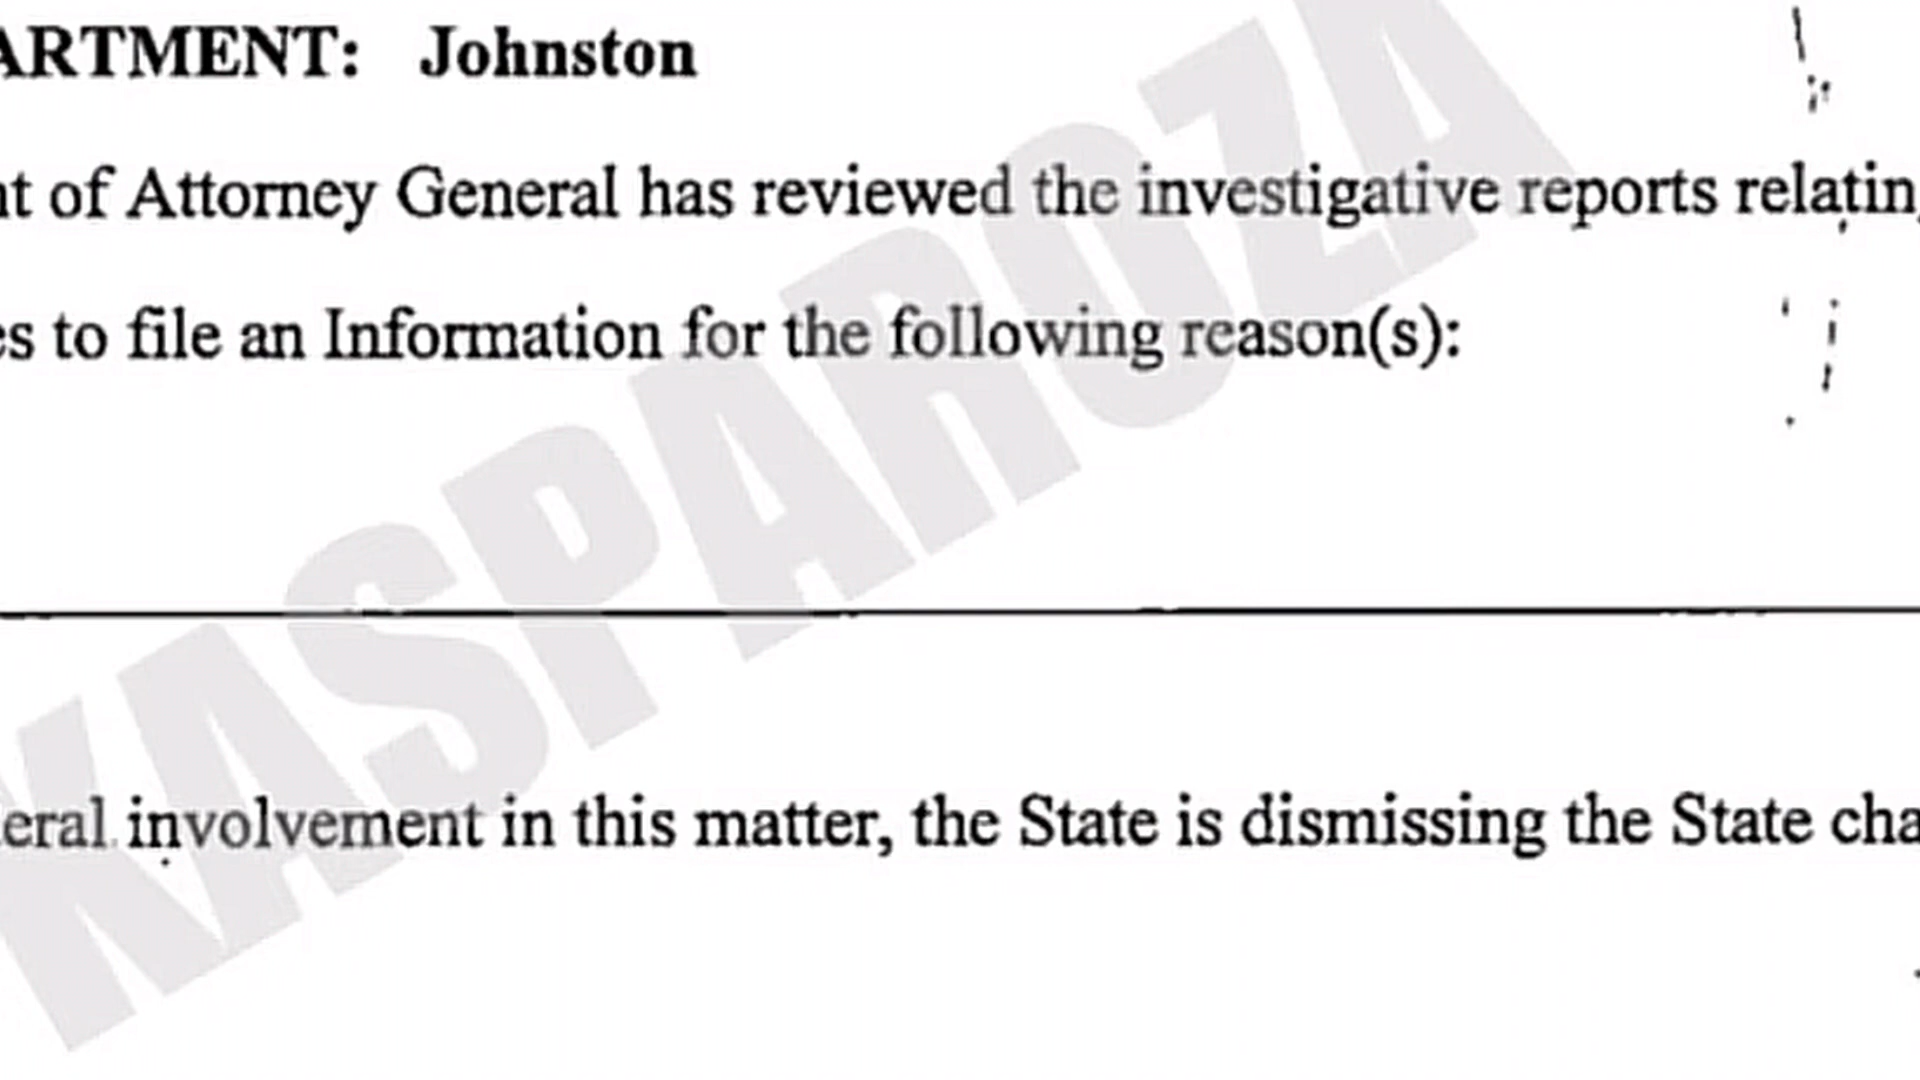 ARTMENT: Johnston
nt of Attorney General has reviewed the investigative reports relatin
es to file an Information for the following reason(s):
eral involvement in this matter, the State is dismissing the State cha
KASPAROZA